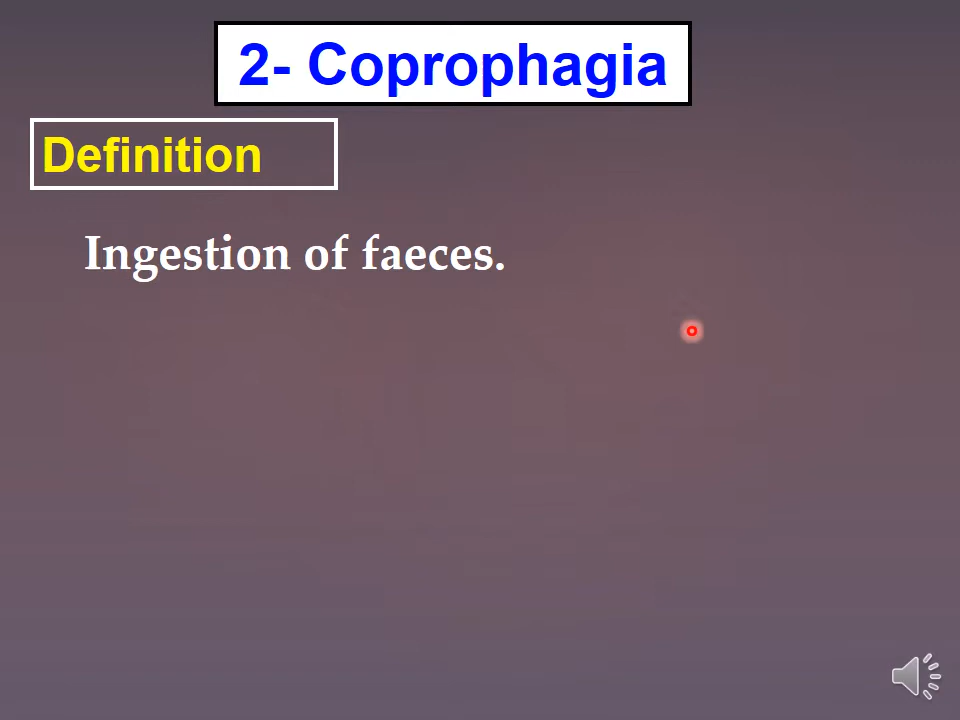 2- Coprophagia
Definition
Ingestion of faeces.